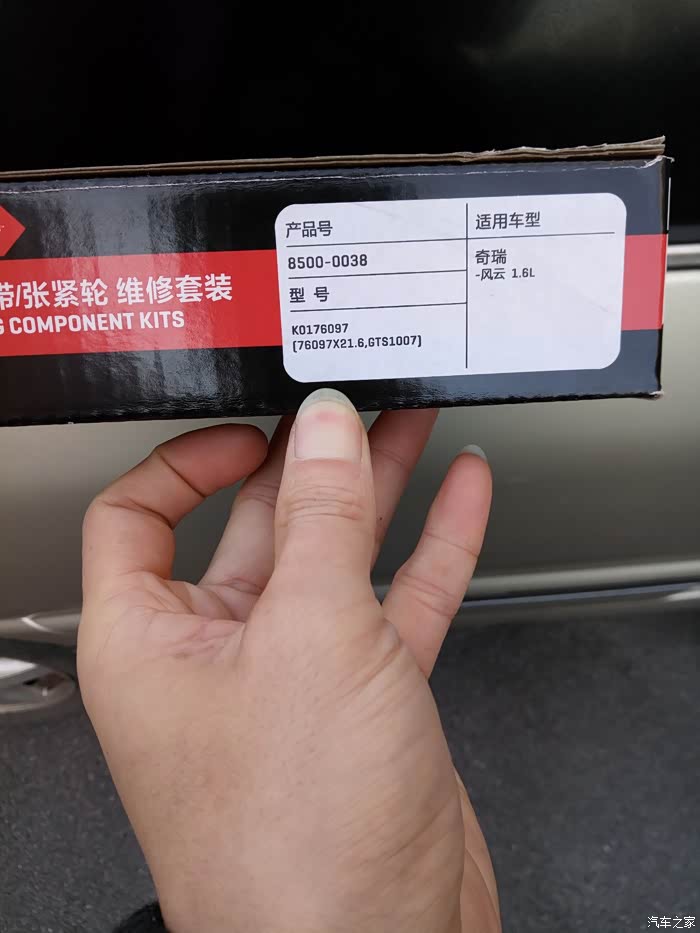 带/张紧轮 维修套装
G COMPONENT KITS
产品号
8500-0038
型 号
K0176097
(76097X21.6,GTS1007)
适用车型
奇瑞
-风云 1.6L
汽车之家